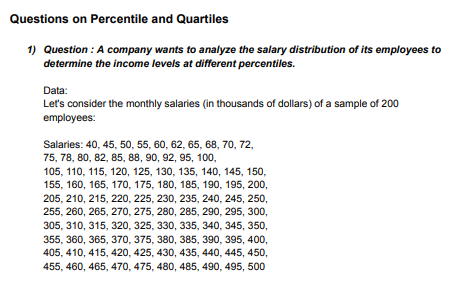 Questions on Percentile and Quartiles
1) Question : A company wants to analyze the salary distribution of its employees to
determine the income levels at different percentiles.
Data:
Let's consider the monthly salaries (in thousands of dollars) of a sample of 200
employees:
Salaries: 40, 45, 50, 55, 60, 62, 65, 68, 70, 72,
75, 78, 80, 82, 85, 88, 90, 92, 95, 100,
105, 110, 115, 120, 125, 130, 135, 140, 145, 150,
155, 160, 165, 170, 175, 180, 185, 190, 195, 200,
205, 210, 215, 220, 225, 230, 235, 240, 245, 250,
255, 260, 265, 270, 275, 280, 285, 290, 295, 300,
305, 310, 315, 320, 325, 330, 335, 340, 345, 350,
355, 360, 365, 370, 375, 380, 385, 390, 395, 400,
405, 410, 415, 420, 425, 430, 435, 440, 445, 450,
455, 460, 465, 470, 475, 480, 485, 490, 495, 500